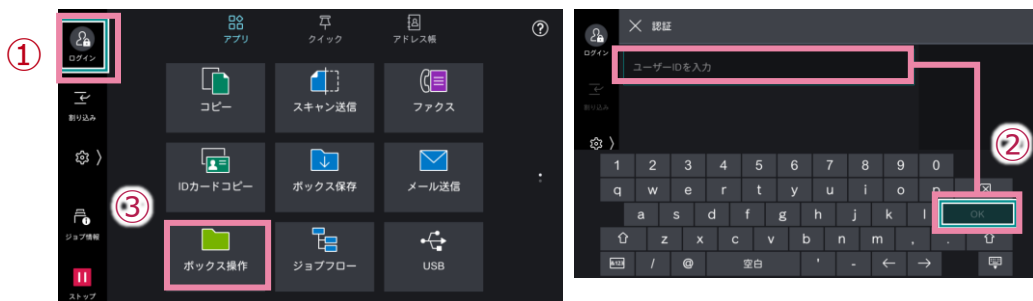 ①
ログイン
割り込み
ジョブ情報
ストップ
アプリ
クイック
アドレス帳
?
コピー
スキャン送信
ファクス
IDカードコピー
ボックス保存
メール送信
③
ボックス操作
ジョブフロー
USB
ログイン
割り込み
× 認証
ユーザーIDを入力
②
1 2 3 4 5 6 7 8 9 0
q w e r t y u i o p
a s d f g h j k l OK
z x c v b n m , .
&123 / @ 空白 ' - ← →